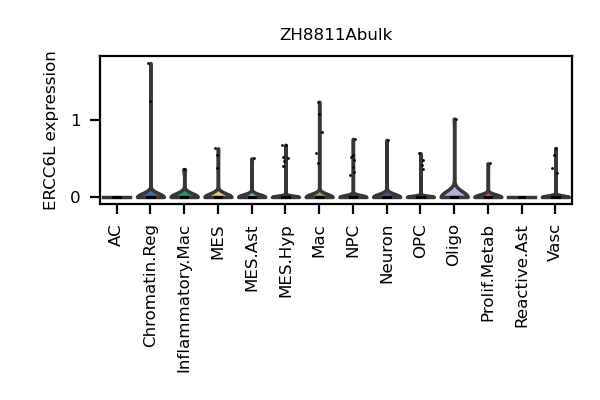 ZH8811Abulk
ERCC6L expression
1
0
AC
Chromatin.Reg
Inflammatory.Mac
MES
MES.Ast
MES.Hyp
Mac
NPC
Neuron
OPC
Oligo
Prolif.Metab
Reactive.Ast
Vasc